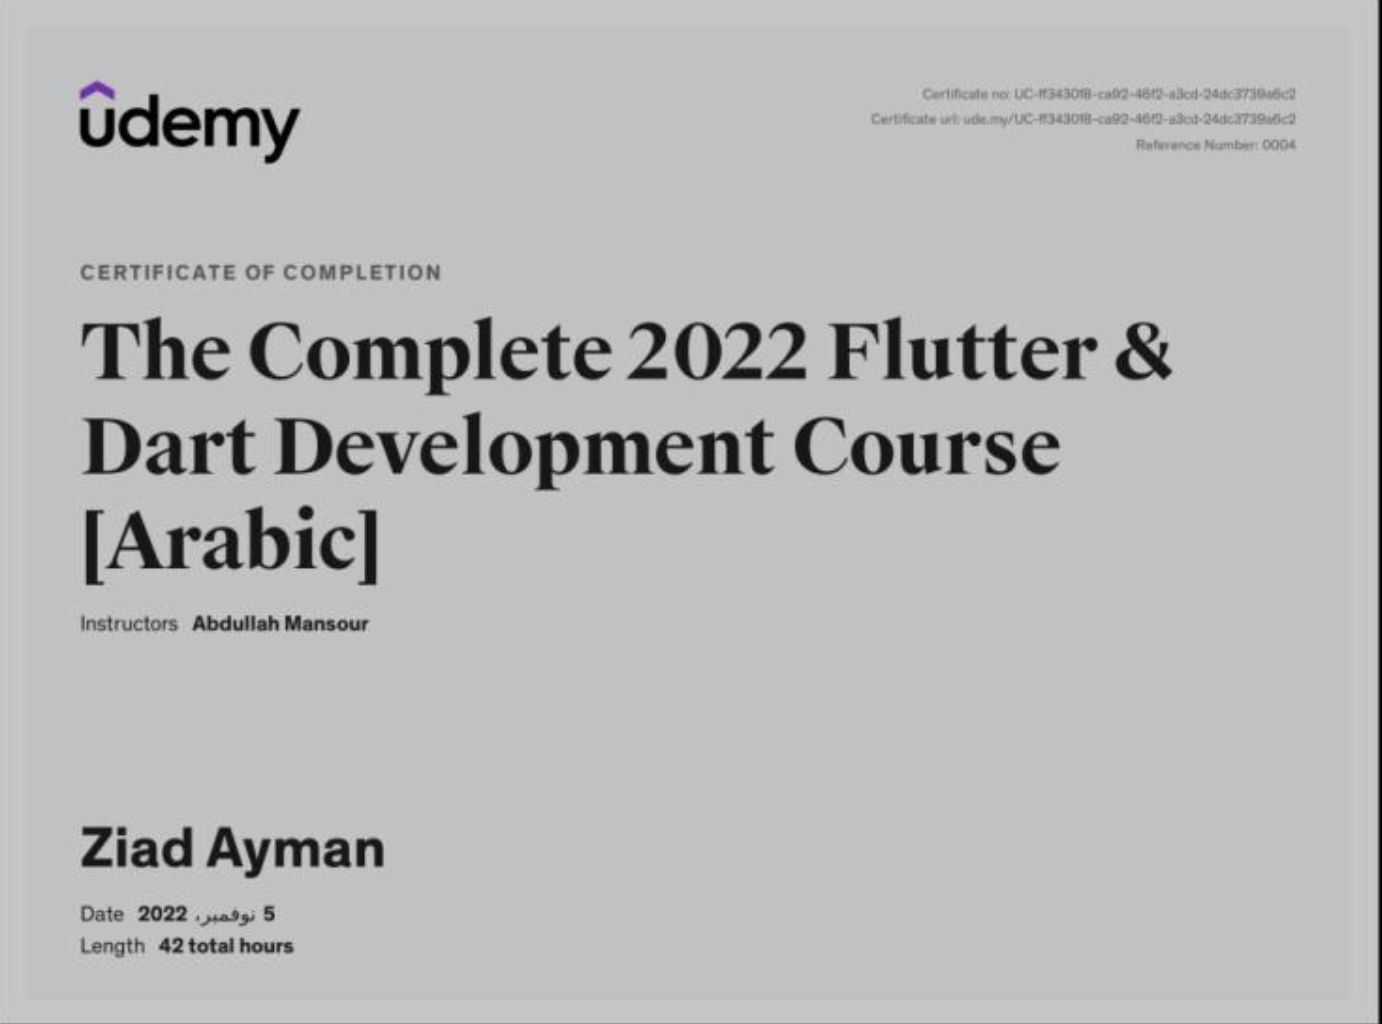 udemy
Certificate no: UC-ff3430f8-ca92-46f2-a3cd-24dc3739a6c2
Certificate url: ude.my/UC-ff3430f8-ca92-46f2-a3cd-24dc3739a6c2
Reference Number: 0004
CERTIFICATE OF COMPLETION
The Complete 2022 Flutter &
Dart Development Course
[Arabic]
Instructors Abdullah Mansour
Ziad Ayman
Date 5 نوفمبر، 2022
Length 42 total hours